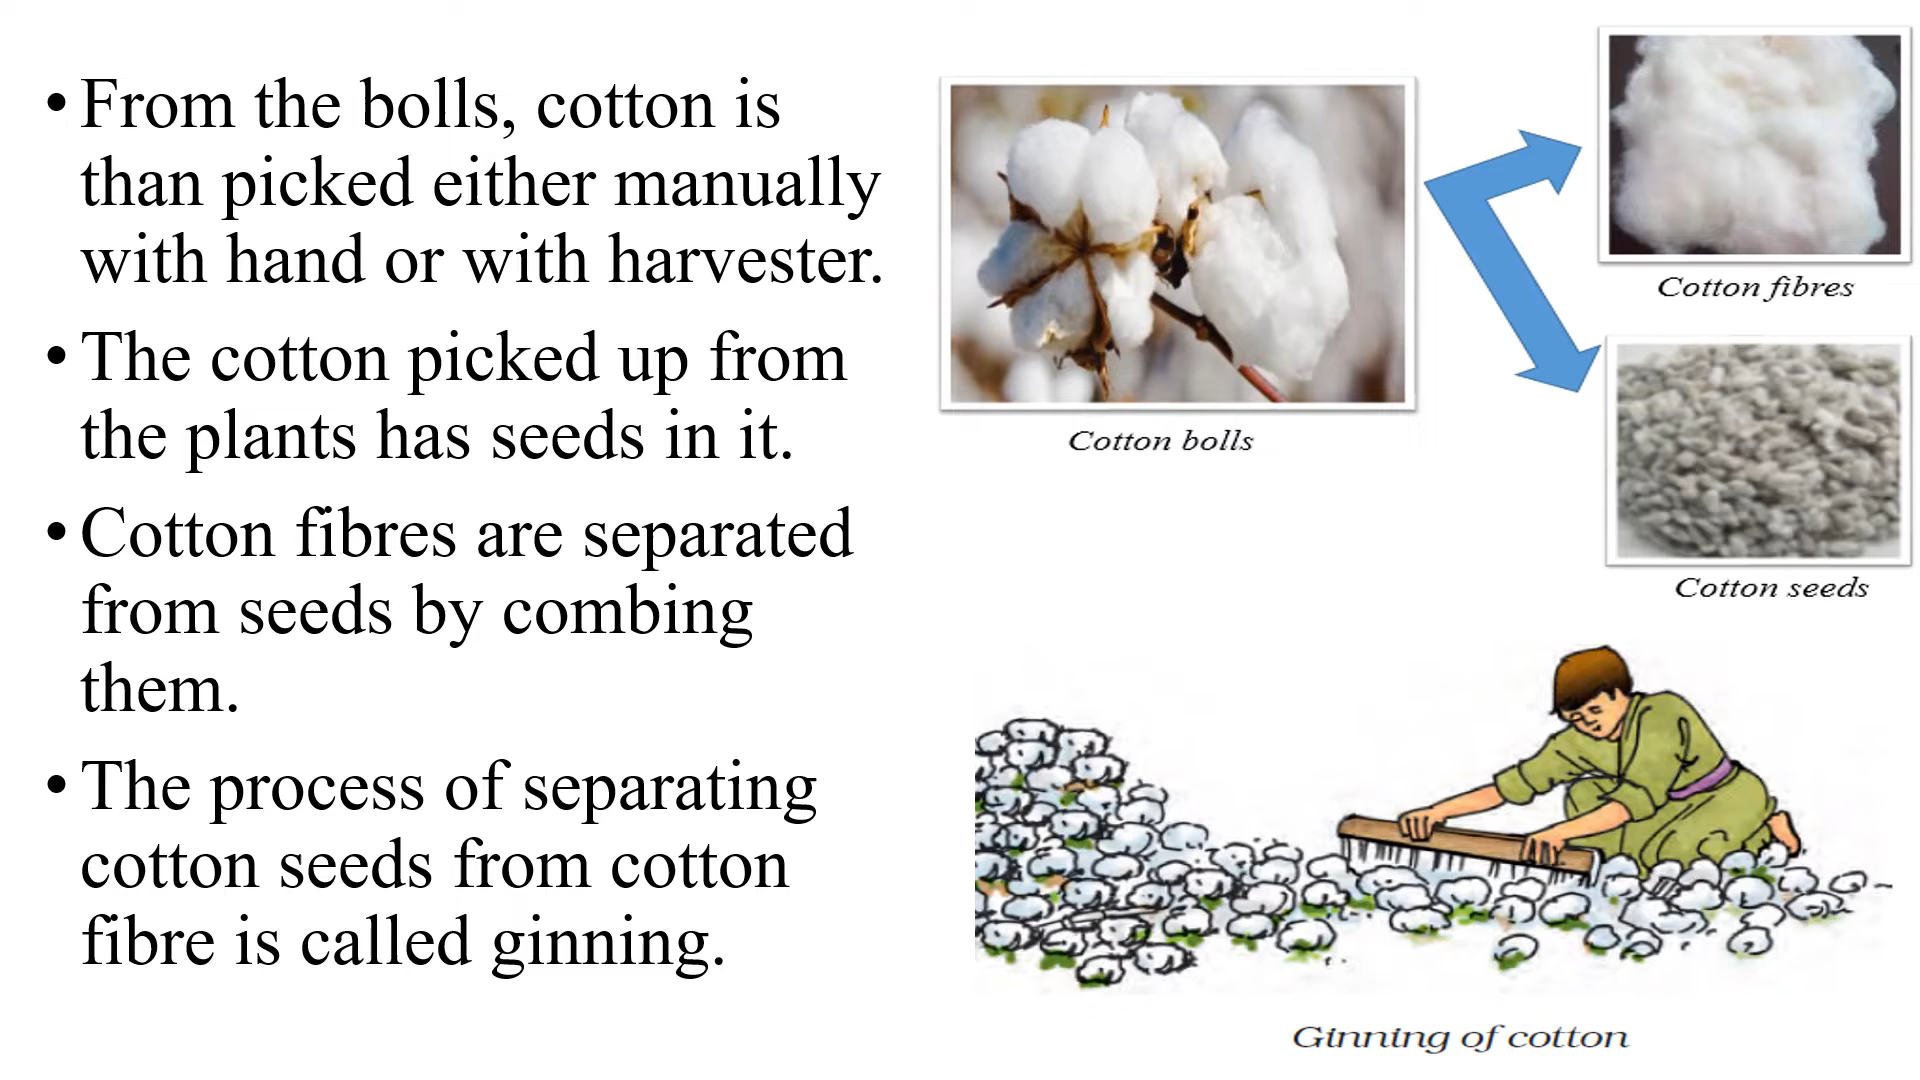 • From the bolls, cotton is
than picked either manually
with hand or with harvester.
• The cotton picked up from
the plants has seeds in it.
• Cotton fibres are separated
from seeds by combing
them.
• The process of separating
cotton seeds from cotton
fibre is called ginning.
Cotton bolls
Cotton fibres
Cotton seeds
Ginning of cotton